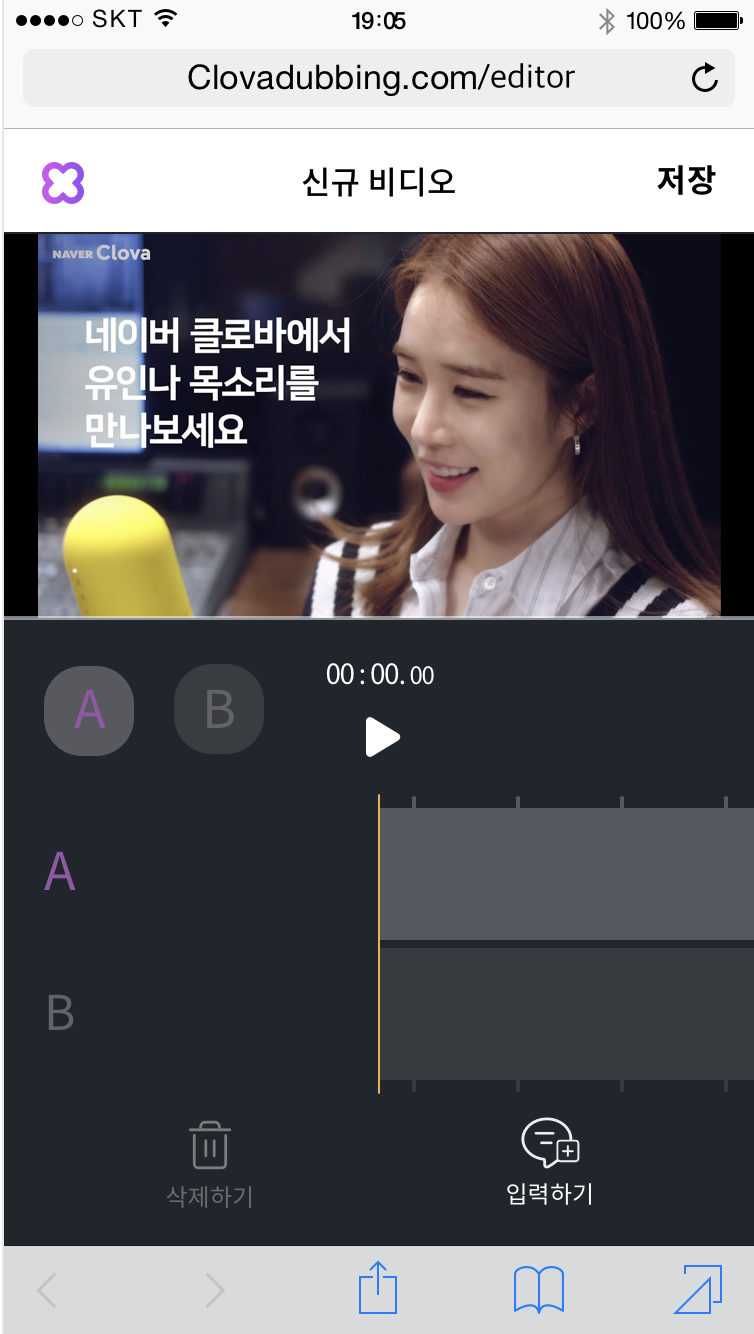 SKT 19:05 100%
Clovadubbing.com/editor
신규 비디오 저장
NAVER Clova
네이버 클로바에서
유인나 목소리를
만나보세요
00:00.00
A B
A
B
삭제하기 입력하기